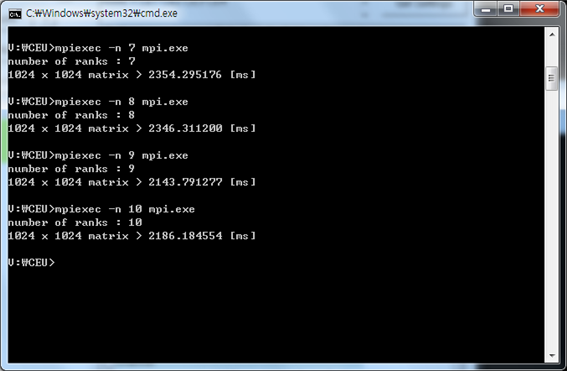 C:₩Windows₩system32₩cmd.exe
V:₩CEU>mpiexec -n 7 mpi.exe
number of ranks : 7
1024 x 1024 matrix > 2354.295176 [ms]
V:₩CEU>mpiexec -n 8 mpi.exe
number of ranks : 8
1024 x 1024 matrix > 2346.311200 [ms]
V:₩CEU>mpiexec -n 9 mpi.exe
number of ranks : 9
1024 x 1024 matrix > 2143.791277 [ms]
V:₩CEU>mpiexec -n 10 mpi.exe
number of ranks : 10
1024 x 1024 matrix > 2186.184554 [ms]
V:₩CEU>